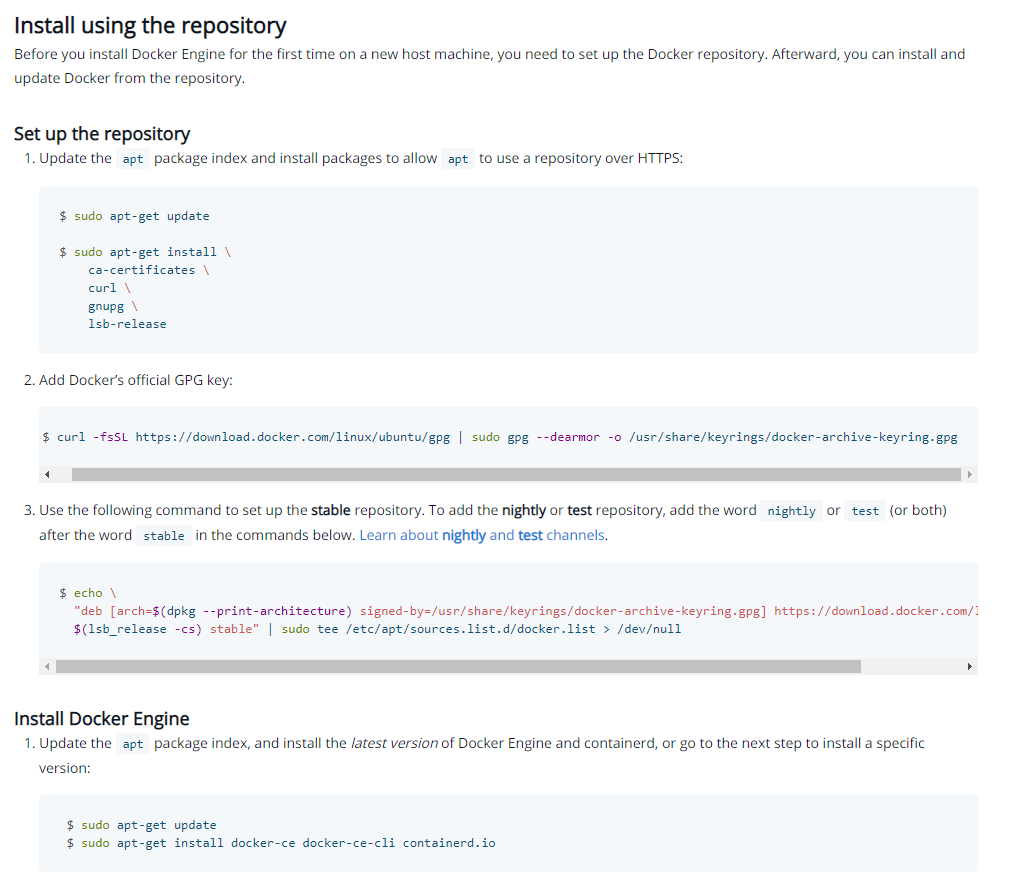 Install using the repository
Before you install Docker Engine for the first time on a new host machine, you need to set up the Docker repository. Afterward, you can install and
update Docker from the repository.
Set up the repository
1. Update the apt package index and install packages to allow apt to use a repository over HTTPS:
$ sudo apt-get update
$ sudo apt-get install \
ca-certificates \
curl \
gnupg \
lsb-release
2. Add Docker’s official GPG key:
$ curl -fsSL https://download.docker.com/linux/ubuntu/gpg | sudo gpg --dearmor -o /usr/share/keyrings/docker-archive-keyring.gpg
3. Use the following command to set up the stable repository. To add the nightly or test repository, add the word nightly or test (or both)
after the word stable in the commands below. Learn about nightly and test channels.
$ echo \
"deb [arch=$(dpkg --print-architecture) signed-by=/usr/share/keyrings/docker-archive-keyring.gpg] https://download.docker.com/
$(lsb_release -cs) stable" | sudo tee /etc/apt/sources.list.d/docker.list > /dev/null
Install Docker Engine
1. Update the apt package index, and install the latest version of Docker Engine and containerd, or go to the next step to install a specific
version:
$ sudo apt-get update
$ sudo apt-get install docker-ce docker-ce-cli containerd.io